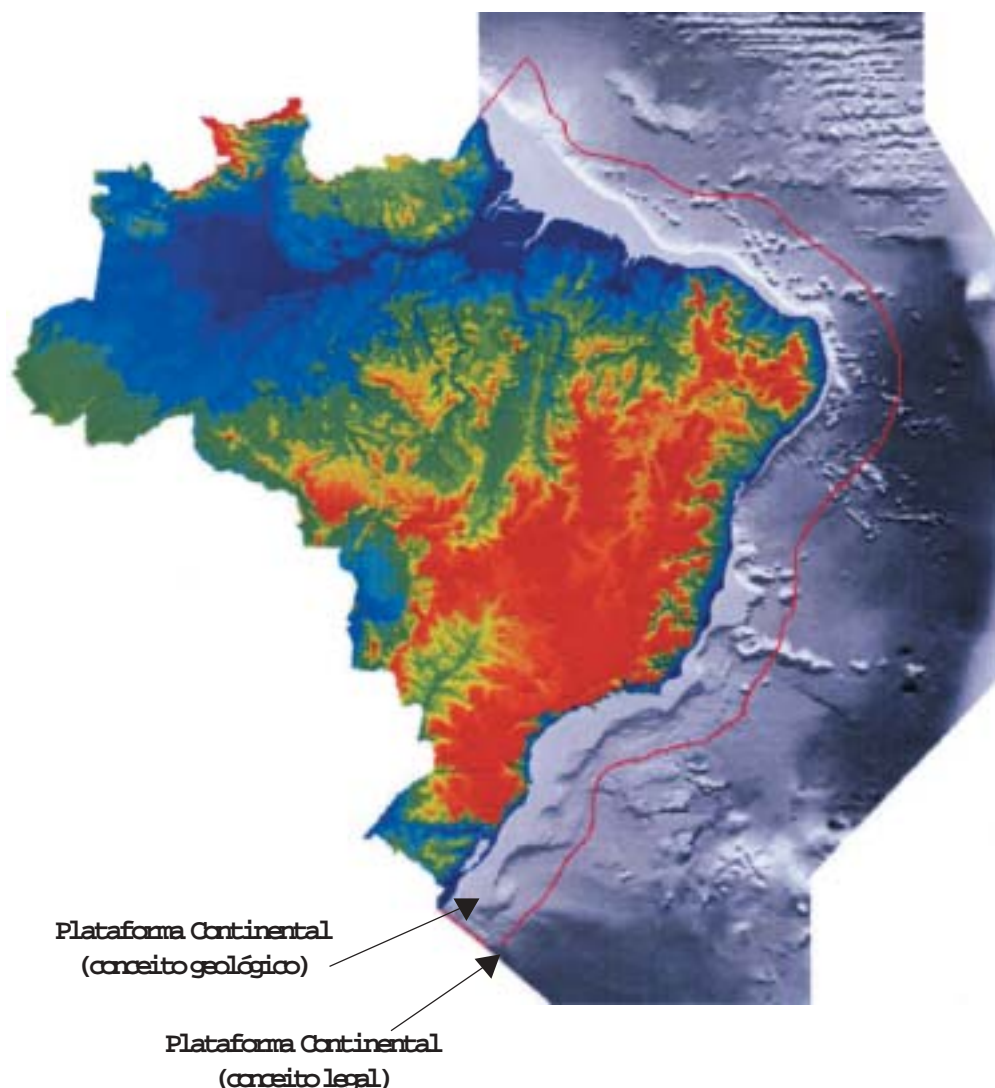 Plataforma Continental
(conceito geológico)
Plataforma Continental
(conceito legal)